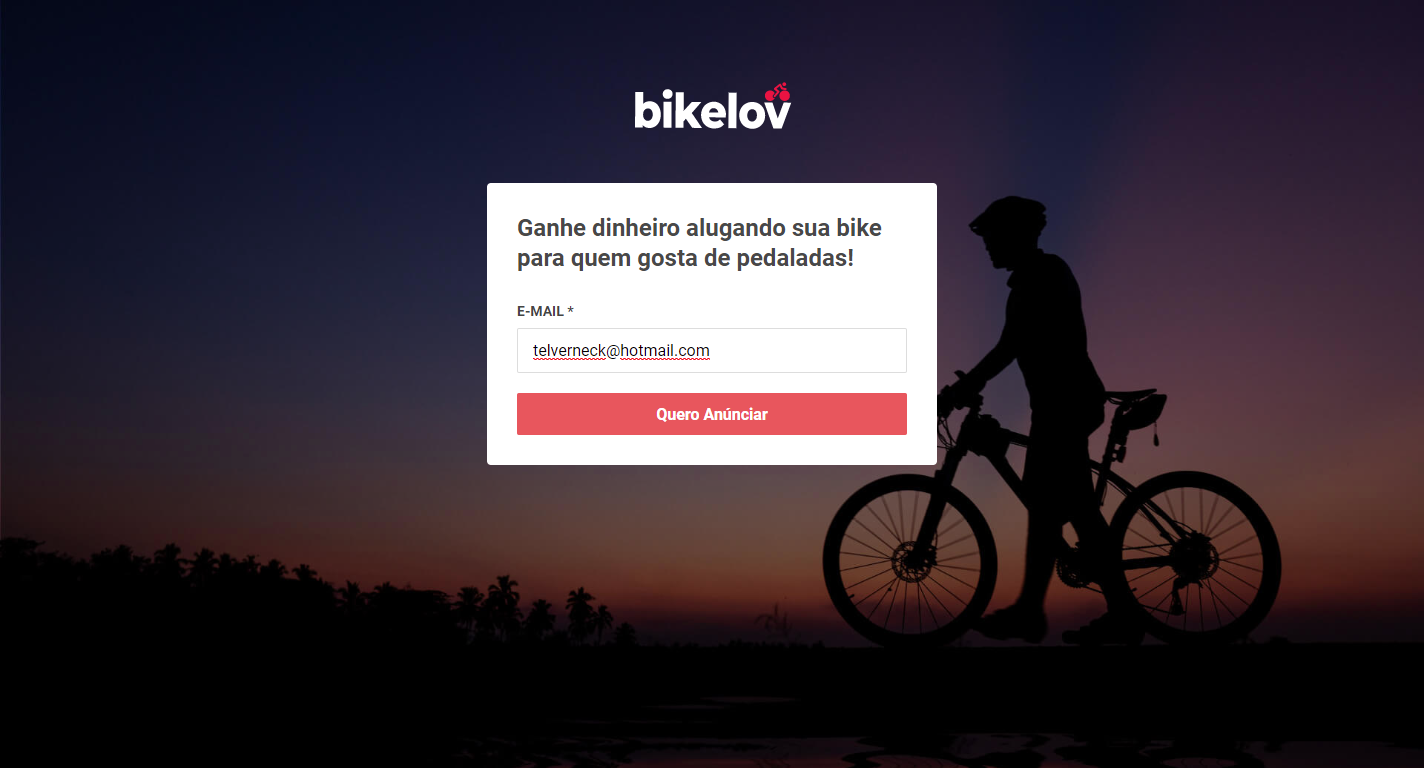 bikelov
Ganhe dinheiro alugando sua bike
para quem gosta de pedaladas!
E-MAIL *
telverneck@hotmail.com
Quero Anúnciar